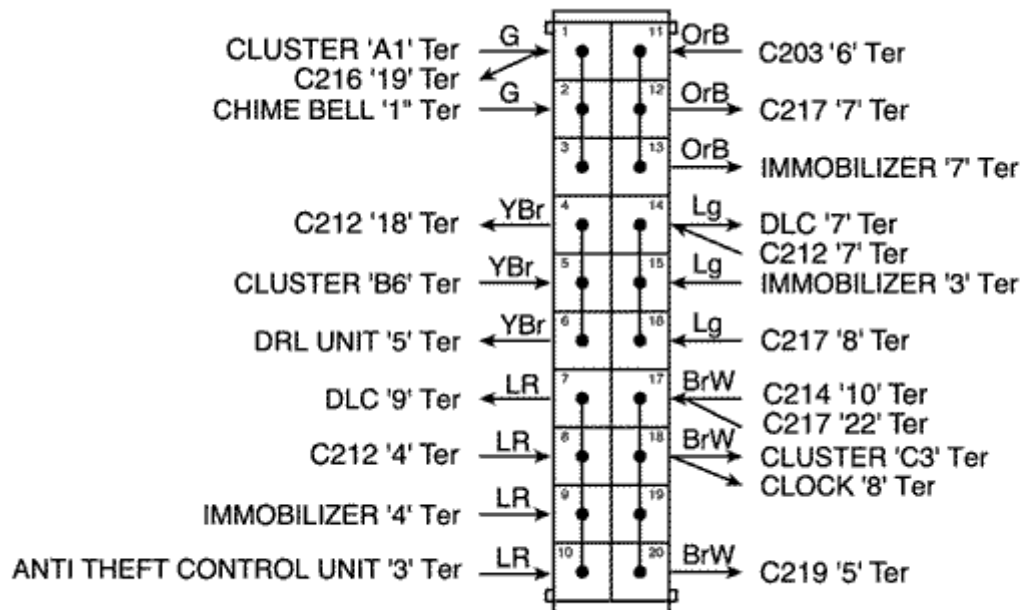 CLUSTER 'A1' Ter G 1 11 OrB C203 '6' Ter
C216 '19' Ter
CHIME BELL '1" Ter G 2 12 OrB C217 '7' Ter
3 13 OrB IMMOBILIZER '7' Ter
C212 '18' Ter YBr 4 14 Lg DLC '7' Ter
C212 '7' Ter
CLUSTER 'B6' Ter YBr 5 15 Lg IMMOBILIZER '3' Ter
DRL UNIT '5' Ter YBr 6 18 Lg C217 '8' Ter
DLC '9' Ter LR 7 17 BrW C214 '10' Ter
C217 '22' Ter
C212 '4' Ter LR 8 18 BrW CLUSTER 'C3' Ter
CLOCK '8' Ter
IMMOBILIZER '4' Ter LR 9 19
ANTI THEFT CONTROL UNIT '3' Ter LR 10 20 BrW C219 '5' Ter